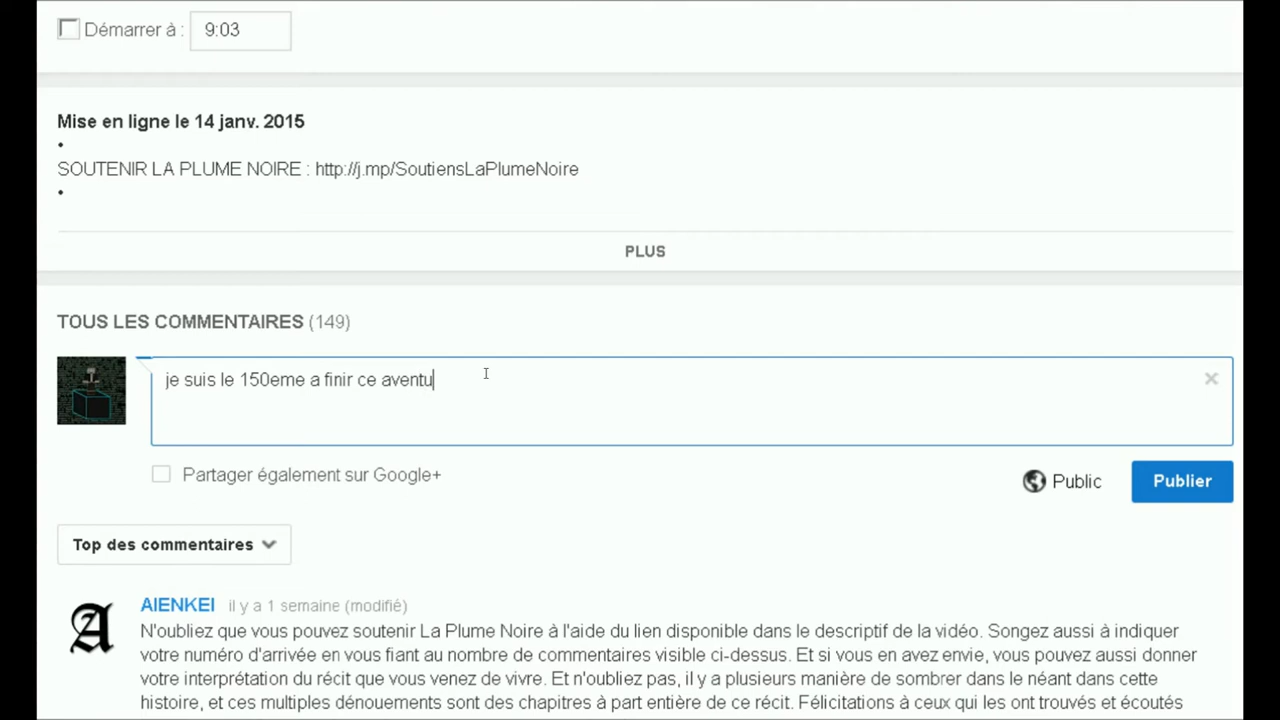 Démarrer à : 9:03
Mise en ligne le 14 janv. 2015
•
SOUTENIR LA PLUME NOIRE : http://j.mp/SoutiensLaPlumeNoire
•
PLUS
TOUS LES COMMENTAIRES (149)
je suis le 150eme a finir ce aventu
Partager également sur Google+
Public
Publier
Top des commentaires
A
AIENKEI il y a 1 semaine (modifié)
N'oubliez que vous pouvez soutenir La Plume Noire à l'aide du lien disponible dans le descriptif de la vidéo. Songez aussi à indiquer
votre numéro d'arrivée en vous fiant au nombre de commentaires visible ci-dessus. Et si vous en avez envie, vous pouvez aussi donner
votre interprétation du récit que vous venez de vivre. Et n'oubliez pas, il y a plusieurs manière de sombrer dans le néant dans cette
histoire, et ces multiples dénouements sont des chapitres à part entière de ce récit. Félicitations à ceux qui les ont trouvés et écoutés